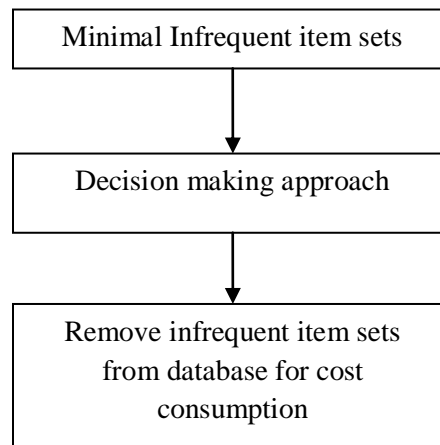 Minimal Infrequent item sets
Decision making approach
Remove infrequent item sets
from database for cost
consumption